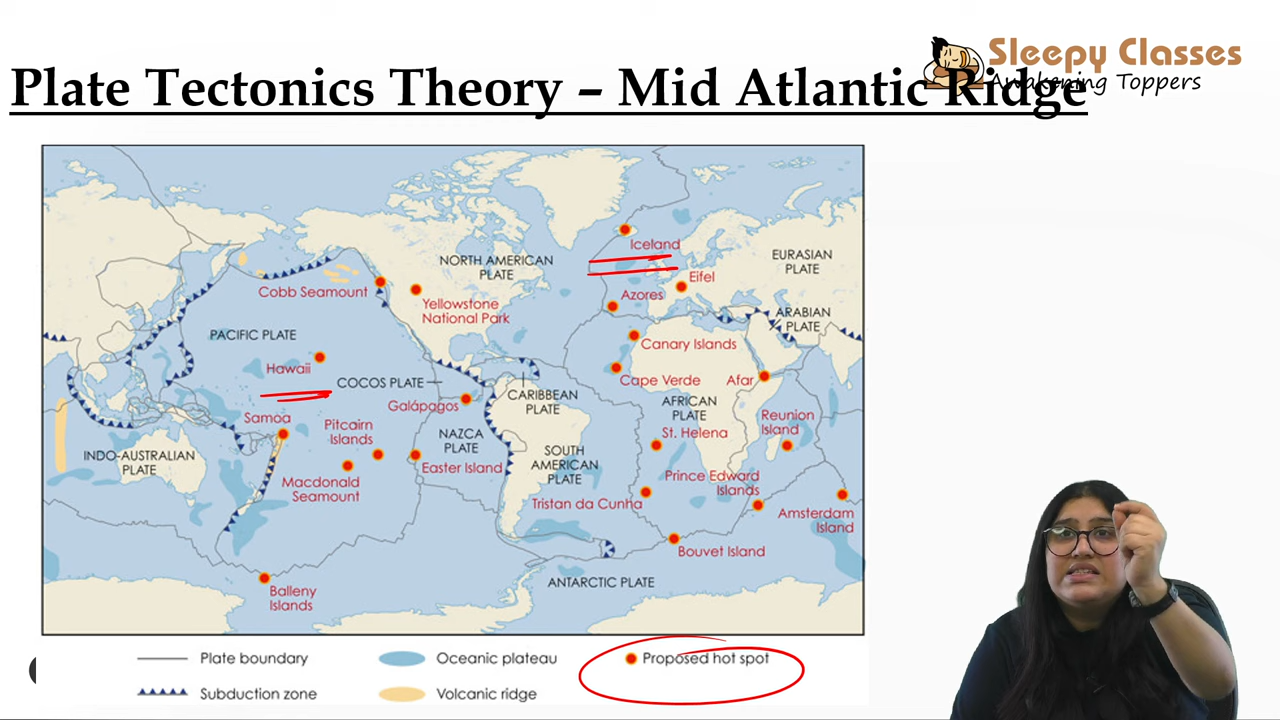 Sleepy Classes
Awakening Toppers
Plate Tectonics Theory – Mid Atlantic Ridge
Iceland
NORTH AMERICAN
PLATE
EURASIAN
PLATE
Eifel
Cobb Seamount
Azores
Yellowstone
National Park
ARABIAN
PLATE
PACIFIC PLATE
Canary Islands
Hawaii
COCOS PLATE
Cape Verde
Afar
CARIBBEAN
PLATE
Galápagos
AFRICAN
PLATE
Samoa
Pitcairn
Islands
Reunion
Island
NAZCA
PLATE
St. Helena
INDO-AUSTRALIAN
PLATE
SOUTH
AMERICAN
PLATE
Easter Island
Macdonald
Seamount
Prince Edward
Islands
Tristan da Cunha
Amsterdam
Island
Bouvet Island
ANTARCTIC PLATE
Balleny
Islands
Plate boundary
Oceanic plateau
Proposed hot spot
Subduction zone
Volcanic ridge